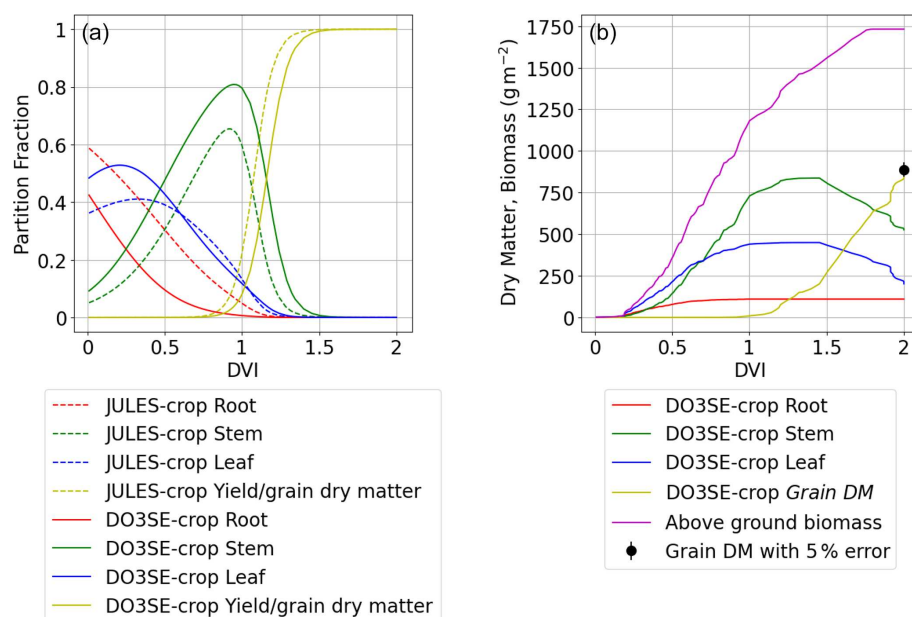 (a)
Partition Fraction
1
0.8
0.6
0.4
0.2
0
0
0.5
1
1.5
2
DVI
JULES-crop Root
JULES-crop Stem
JULES-crop Leaf
JULES-crop Yield/grain dry matter
DO3SE-crop Root
DO3SE-crop Stem
DO3SE-crop Leaf
DO3SE-crop Yield/grain dry matter
(b)
Dry Matter, Biomass (g m⁻²)
1750
1500
1250
1000
750
500
250
0
0
0.5
1
1.5
2
DVI
DO3SE-crop Root
DO3SE-crop Stem
DO3SE-crop Leaf
DO3SE-crop Grain DM
Above ground biomass
Grain DM with 5 % error